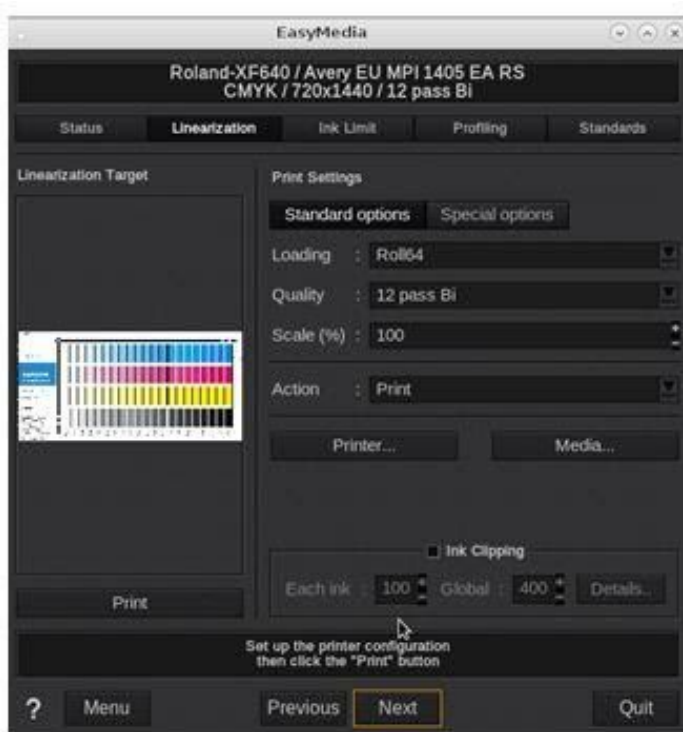 EasyMedia
Roland-XF640 / Avery EU MPI 1405 EA RS
CMYK / 720x1440 / 12 pass Bi
Status Linearization Ink Limit Profiling Standards
Linearization Target
Print Settings
Standard options Special options
Loading : Roll64
Quality : 12 pass Bi
Scale (%) : 100
Action : Print
Printer... Media...
Ink Clipping
Each ink : 100 Global : 400 Details..
Print
Set up the printer configuration
then click the "Print" button
? Menu Previous Next Quit